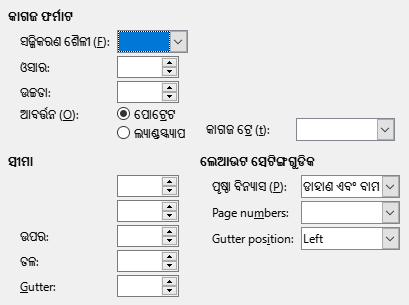 କାଗଜ ଫର୍ମାଟ
ସଜ୍ଜିକରଣ ଶୈଳୀ (F):
ଓସାର:
ଉଚ୍ଚତା:
ଆବର୍ତ୍ତନ (O):
ପୋଟ୍ରେଟ
ଲ୍ୟାଣ୍ଡସ୍କ୍ୟାପ
କାଗଜ ଟ୍ରେ (t):
ସୀମା
ଉପର:
ତଳ:
Gutter:
ଲେଆଉଟ ସେଟିଙ୍ଗଗୁଡିକ
ପୃଷ୍ଠା ବିନ୍ୟାସ (P):
ଡାହାଣ ଏବଂ ବାମ
Page numbers:
Gutter position:
Left